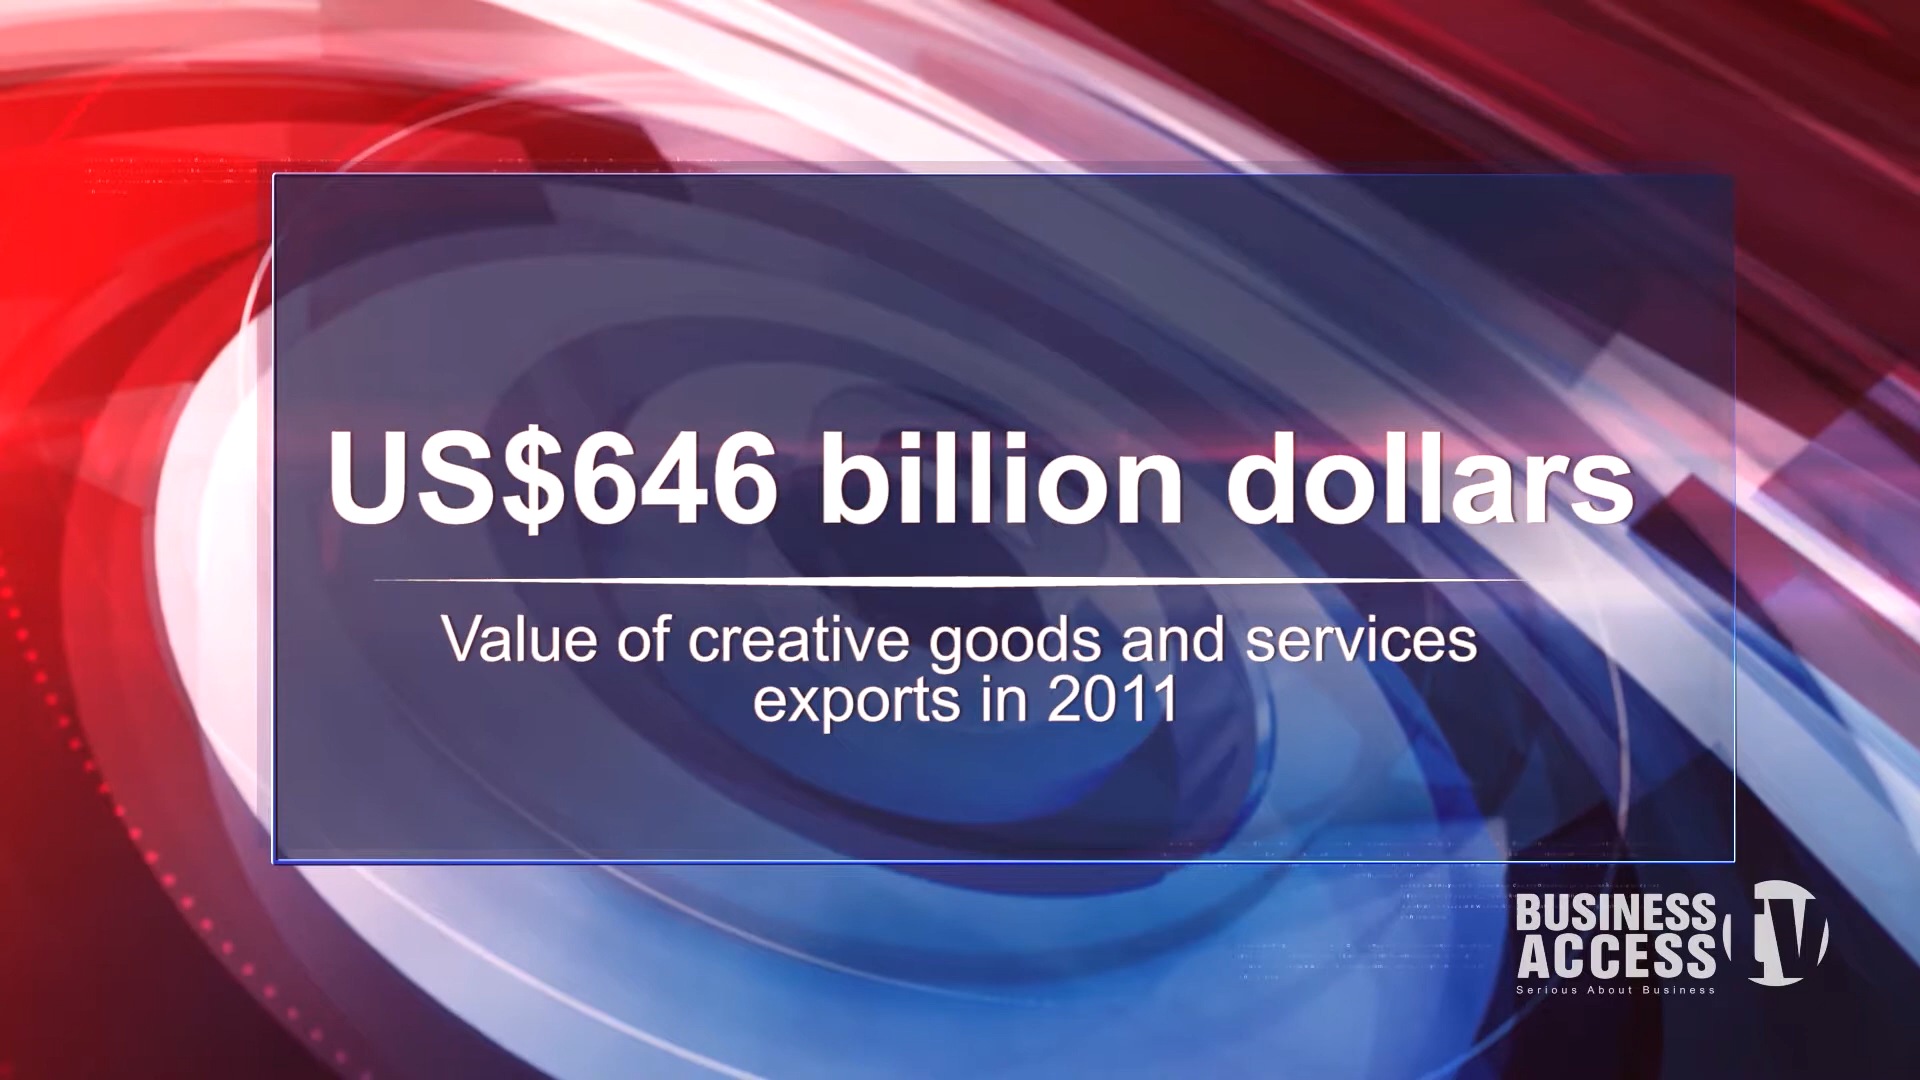 US$646 billion dollars
Value of creative goods and services
exports in 2011
BUSINESS
ACCESS
TV
Serious About Business